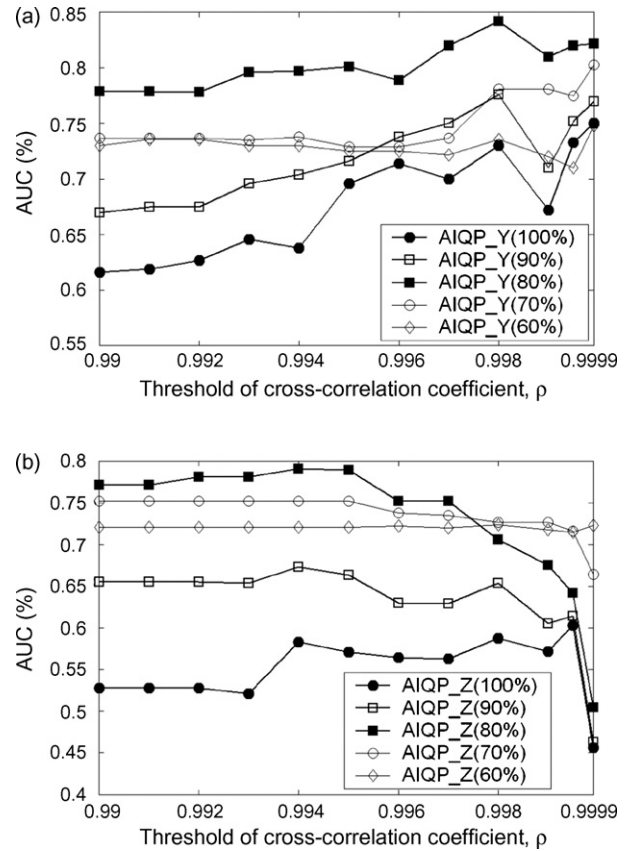 (a)
0.85
0.8
0.75
0.7
0.65
0.6
0.55
AUC (%)
AIQP_Y(100%)
AIQP_Y(90%)
AIQP_Y(80%)
AIQP_Y(70%)
AIQP_Y(60%)
0.99 0.992 0.994 0.996 0.998 0.9999
Threshold of cross-correlation coefficient, ρ
(b)
0.8
0.75
0.7
0.65
0.6
0.55
0.5
0.45
0.4
AUC (%)
AIQP_Z(100%)
AIQP_Z(90%)
AIQP_Z(80%)
AIQP_Z(70%)
AIQP_Z(60%)
0.99 0.992 0.994 0.996 0.998 0.9999
Threshold of cross-correlation coefficient, ρ